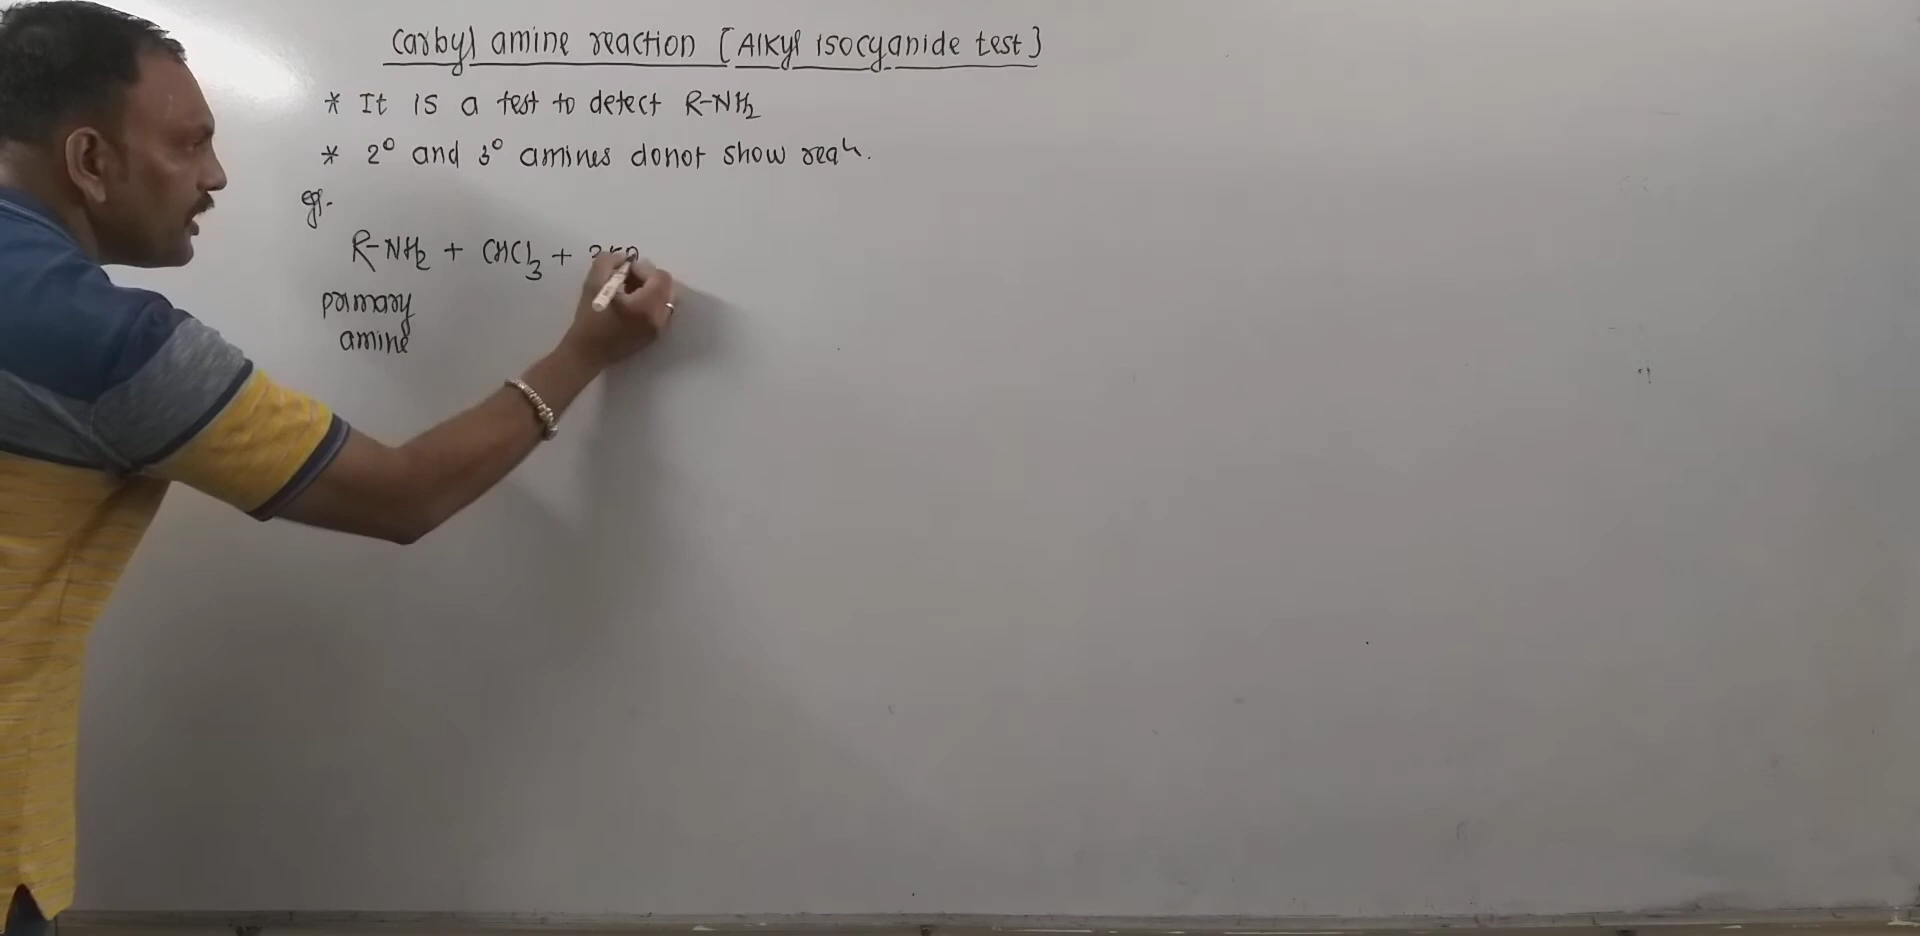 Carbyl amine reaction [Alkyl isocyanide test]
* It is a test to detect R-NH₂
* 2° and 3° amines donot show reaⁿ.
eg.
R-NH₂ + CHCl₃ +
primary
amine